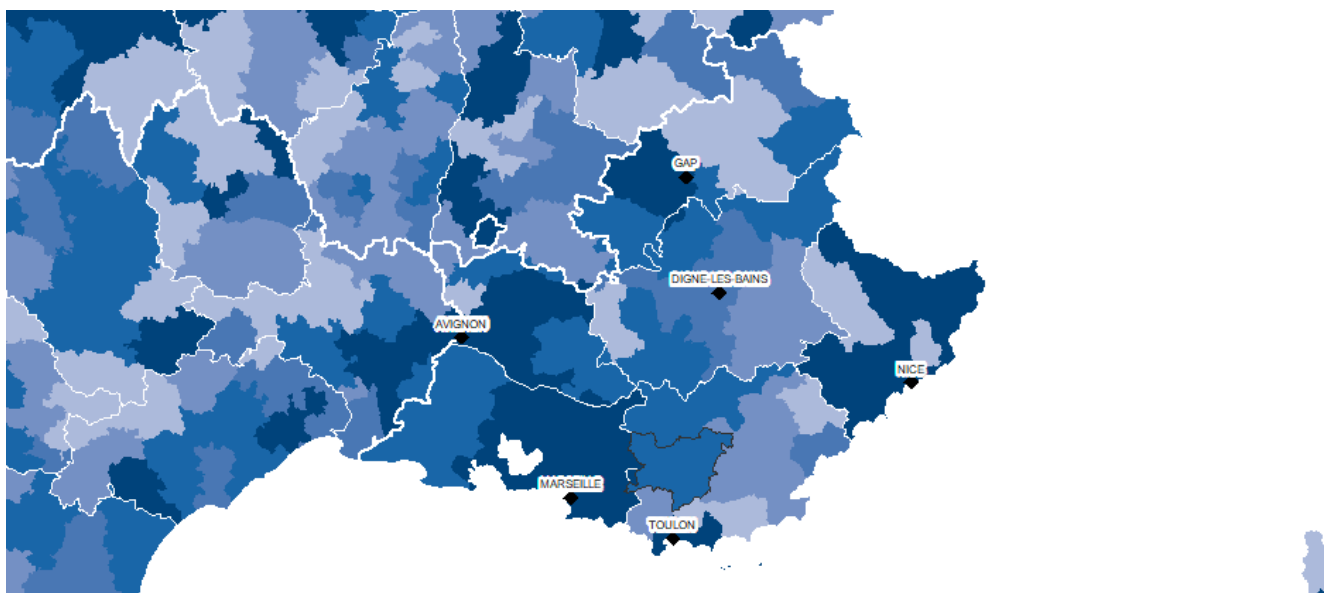 GAP
DIGNE-LES-BAINS
AVIGNON
NICE
MARSEILLE
TOULON